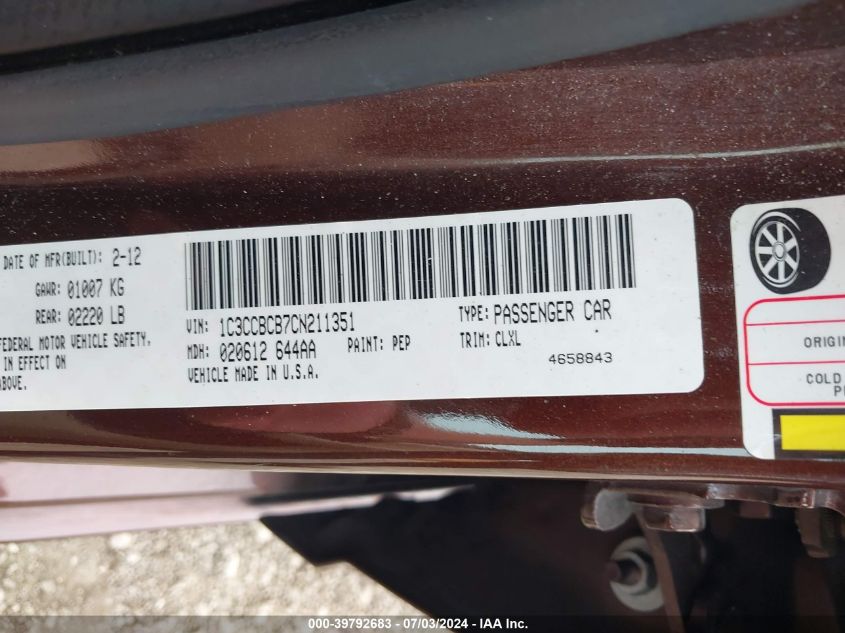 DATE OF MFR(BUILT): 2-12
GAWR: 01007 KG
REAR: 02220 LB
FEDERAL MOTOR VEHICLE SAFETY,
IN EFFECT ON
ABOVE.
VIN: 1C3CCBCB7CN211351
TYPE: PASSENGER CAR
MDH: 020612 644AA
PAINT: PEP
TRIM: CLXL
VEHICLE MADE IN U.S.A.
4658843
ORIGIN
COLD
000-39792683 - 07/03/2024 - IAA Inc.